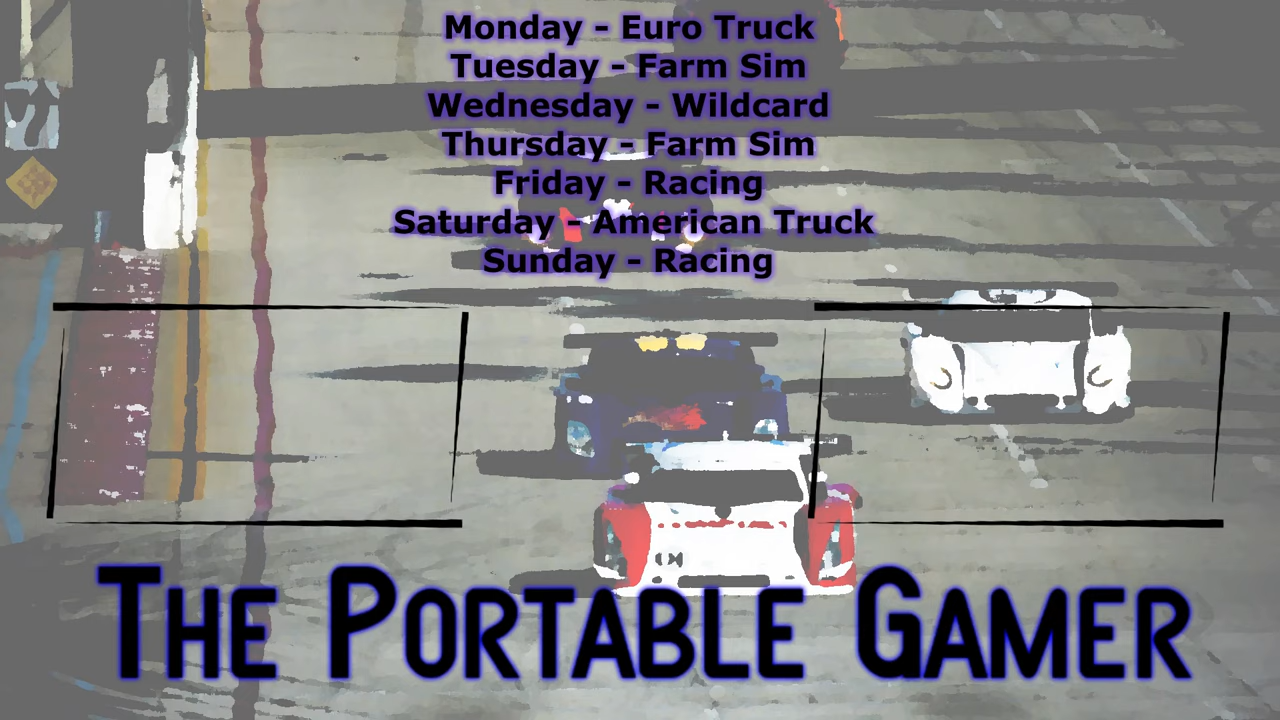 Monday - Euro Truck
Tuesday - Farm Sim
Wednesday - Wildcard
Thursday - Farm Sim
Friday - Racing
Saturday - American Truck
Sunday - Racing
The Portable Gamer